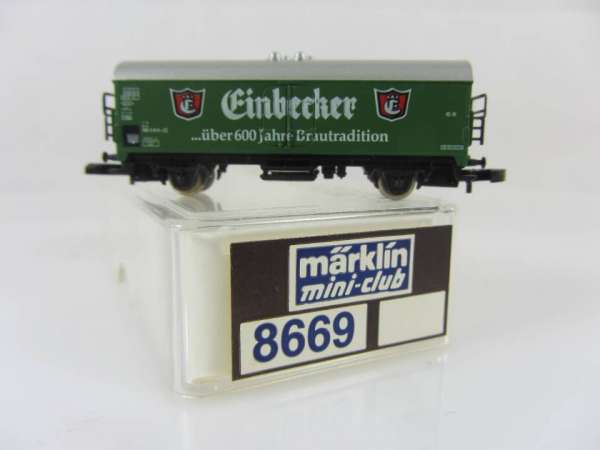 Einbecker
...über 600 Jahre Brautradition
märklin
mini-club
8669